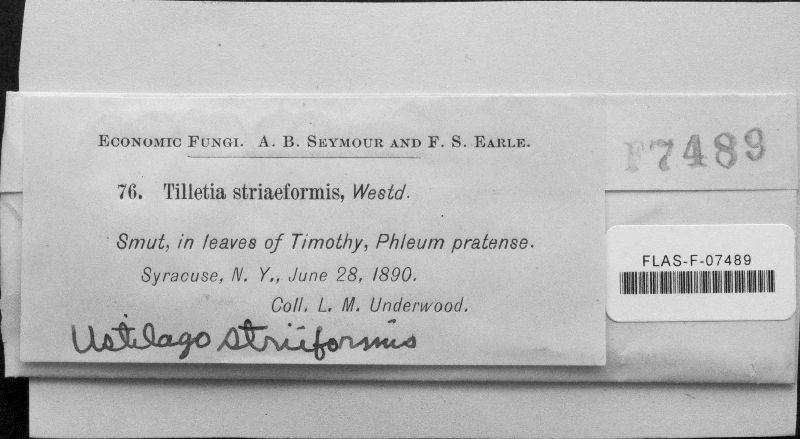 ECONOMIC FUNGI. A. B. SEYMOUR AND F. S. EARLE.
76. Tilletia striaeformis, Westd.
Smut, in leaves of Timothy, Phleum pratense.
Syracuse, N. Y., June 28, 1890.
Coll. L. M. Underwood.
Ustilago striiformis
F7489
FLAS-F-07489